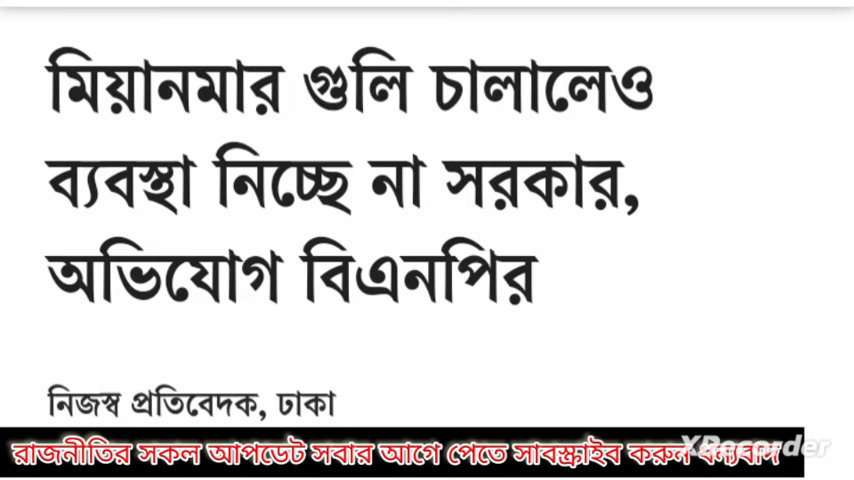 মিয়ানমার গুলি চালালেও
ব্যবস্থা নিচ্ছে না সরকার,
অভিযোগ বিএনপির
নিজস্ব প্রতিবেদক, ঢাকা
রাজনীতির সকল আপডেট সবার আগে পেতে সাবস্ক্রাইব করুন ধন্যবাদ
XRecorder